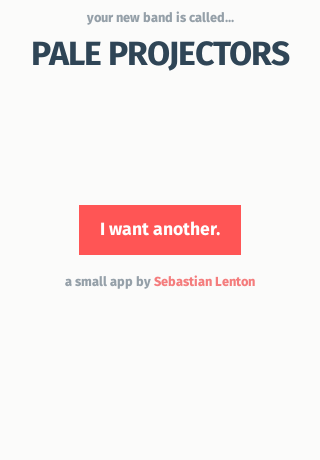 your new band is called...
PALE PROJECTORS
I want another.
a small app by Sebastian Lenton